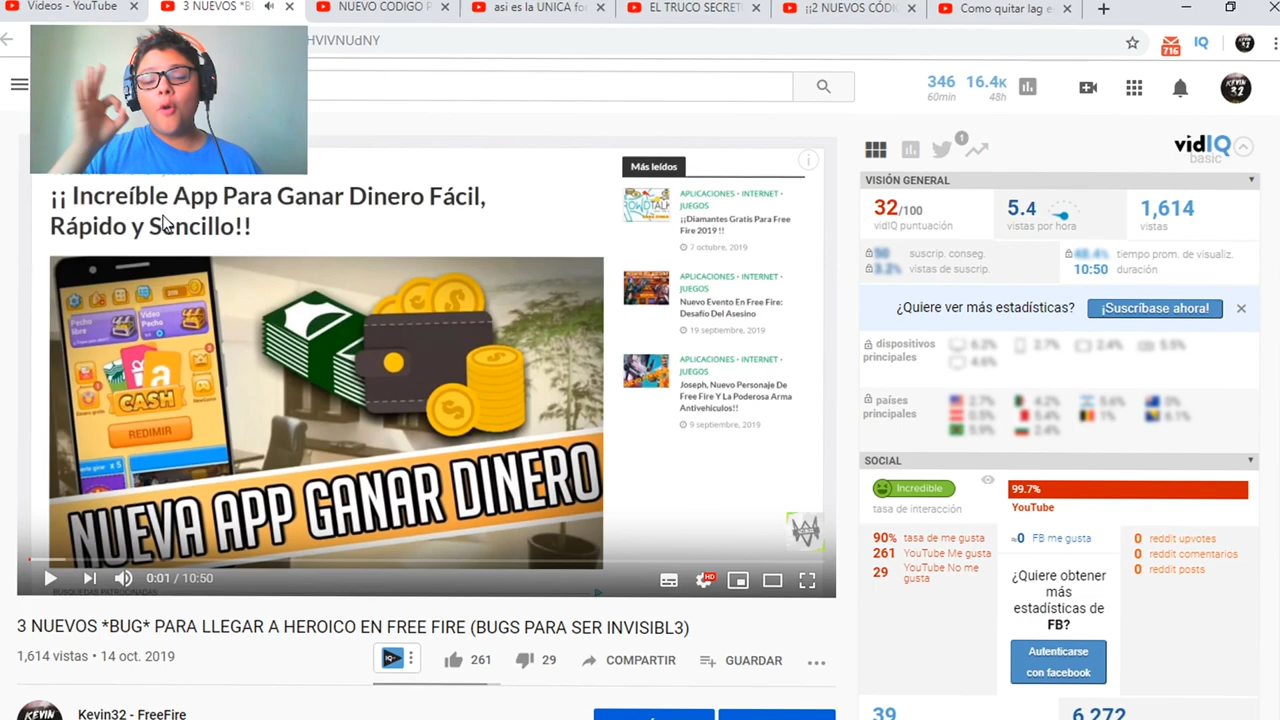 Videos - YouTube
3 NUEVOS *BU
NUEVO CODIGO P
asi es la UNICA fo
EL TRUCO SECRET
¡¡2 NUEVOS CÓDI
Como quitar lag e
HVIVNUdNY
716
IQ
346
60min
16.4K
48h
¡¡ Increíble App Para Ganar Dinero Fácil,
Rápido y Sencillo!!
CASH
REDIMIR
NUEVA APP GANAR DINERO
Más leídos
APLICACIONES • INTERNET •
JUEGOS
¡¡Diamantes Gratis Para Free
Fire 2019 !!
7 octubre, 2019
APLICACIONES • INTERNET •
JUEGOS
Nuevo Evento En Free Fire:
Desafío Del Asesino
19 septiembre, 2019
APLICACIONES • INTERNET •
JUEGOS
Joseph, Nuevo Personaje De
Free Fire Y La Poderosa Arma
Antivehiculos!!
9 septiembre, 2019
0:01 / 10:50
HD
BUSQUEDAS PATROCINADAS
3 NUEVOS *BUG* PARA LLEGAR A HEROICO EN FREE FIRE (BUGS PARA SER INVISIBL3)
1,614 vistas • 14 oct. 2019
261
29
COMPARTIR
GUARDAR
Kevin32 - FreeFire
1
vidIQ
basic
VISIÓN GENERAL
32/100
vidIQ puntuación
5.4
vistas por hora
1,614
vistas
suscrip. conseg.
vistas de suscrip.
tiempo prom. de visualiz.
10:50 duración
¿Quiere ver más estadísticas?
¡Suscríbase ahora!
dispositivos
principales
países
principales
SOCIAL
Incredible
tasa de interacción
99.7%
YouTube
90% tasa de me gusta
261 YouTube Me gusta
29 YouTube No me
gusta
≈0 FB me gusta
¿Quiere obtener
más
estadísticas de
FB?
Autenticarse
con facebook
0 reddit upvotes
0 reddit comentarios
0 reddit posts
39
6,272